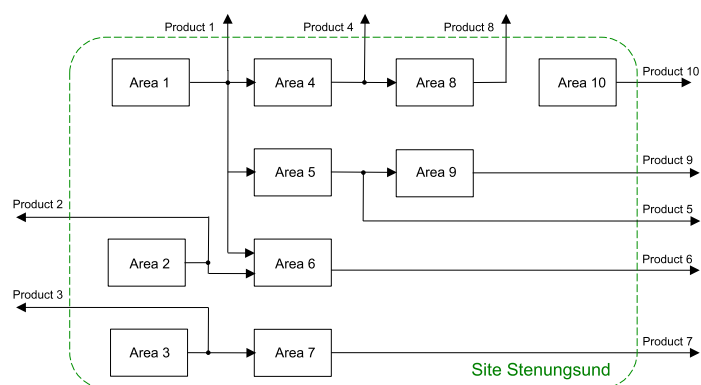 Product 1
Product 4
Product 8
Area 1
Area 4
Area 8
Area 10
Product 10
Area 5
Area 9
Product 9
Product 2
Product 5
Area 2
Area 6
Product 6
Product 3
Area 3
Area 7
Product 7
Site Stenungsund